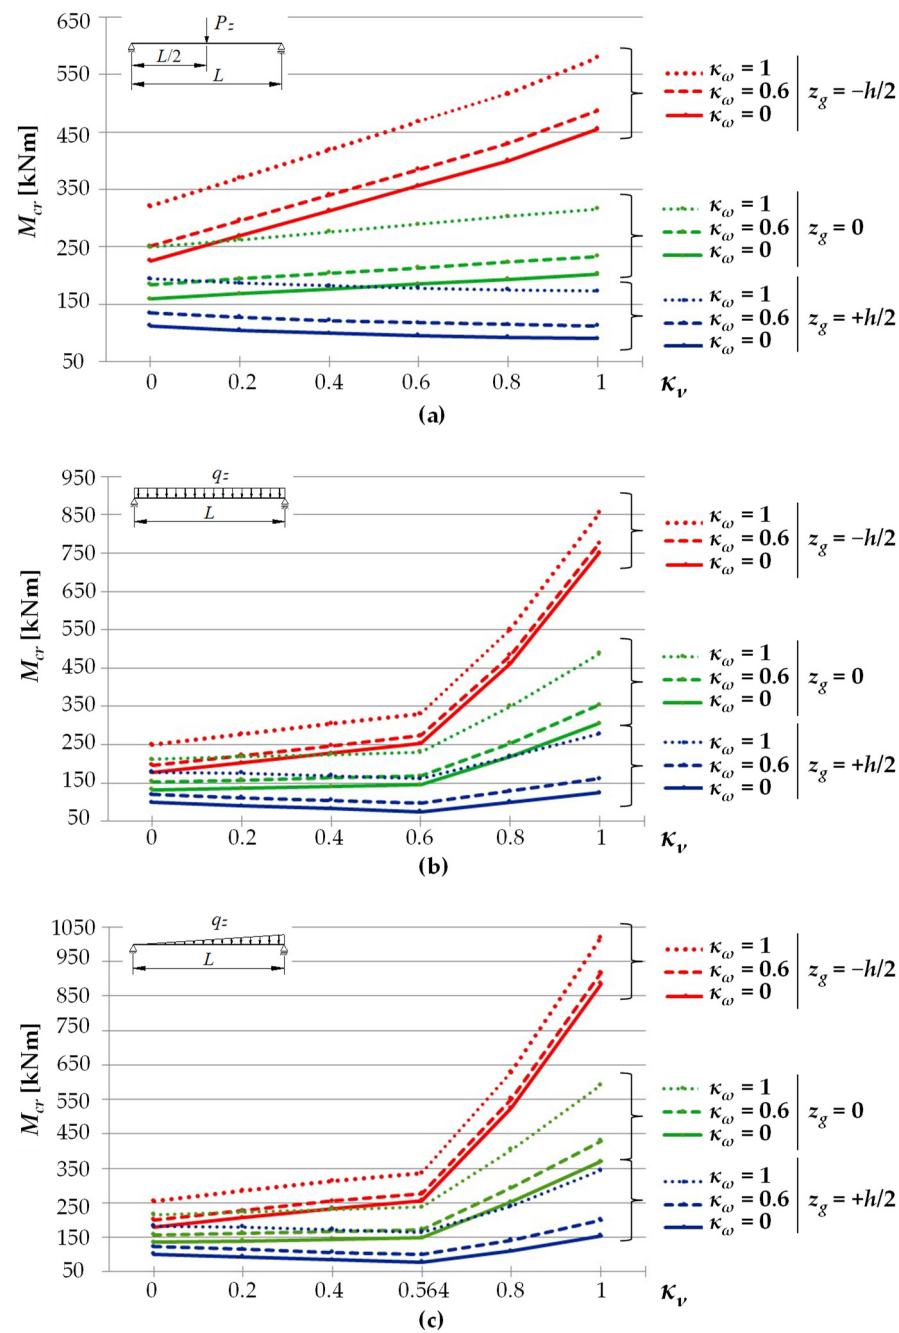 650
550
450
350
250
150
50
M_cr [kNm]
P_z
L/2
L
0 0.2 0.4 0.6 0.8 1 κ_ν
κ_ω = 1
κ_ω = 0.6 z_g = −h/2
κ_ω = 0
κ_ω = 1
κ_ω = 0.6 z_g = 0
κ_ω = 0
κ_ω = 1
κ_ω = 0.6 z_g = +h/2
κ_ω = 0
(a)
950
850
750
650
550
450
350
250
150
50
M_cr [kNm]
q_z
L
0 0.2 0.4 0.6 0.8 1 κ_ν
κ_ω = 1
κ_ω = 0.6 z_g = −h/2
κ_ω = 0
κ_ω = 1
κ_ω = 0.6 z_g = 0
κ_ω = 0
κ_ω = 1
κ_ω = 0.6 z_g = +h/2
κ_ω = 0
(b)
1050
950
850
750
650
550
450
350
250
150
50
M_cr [kNm]
q_z
L
0 0.2 0.4 0.564 0.8 1 κ_ν
κ_ω = 1
κ_ω = 0.6 z_g = −h/2
κ_ω = 0
κ_ω = 1
κ_ω = 0.6 z_g = 0
κ_ω = 0
κ_ω = 1
κ_ω = 0.6 z_g = +h/2
κ_ω = 0
(c)